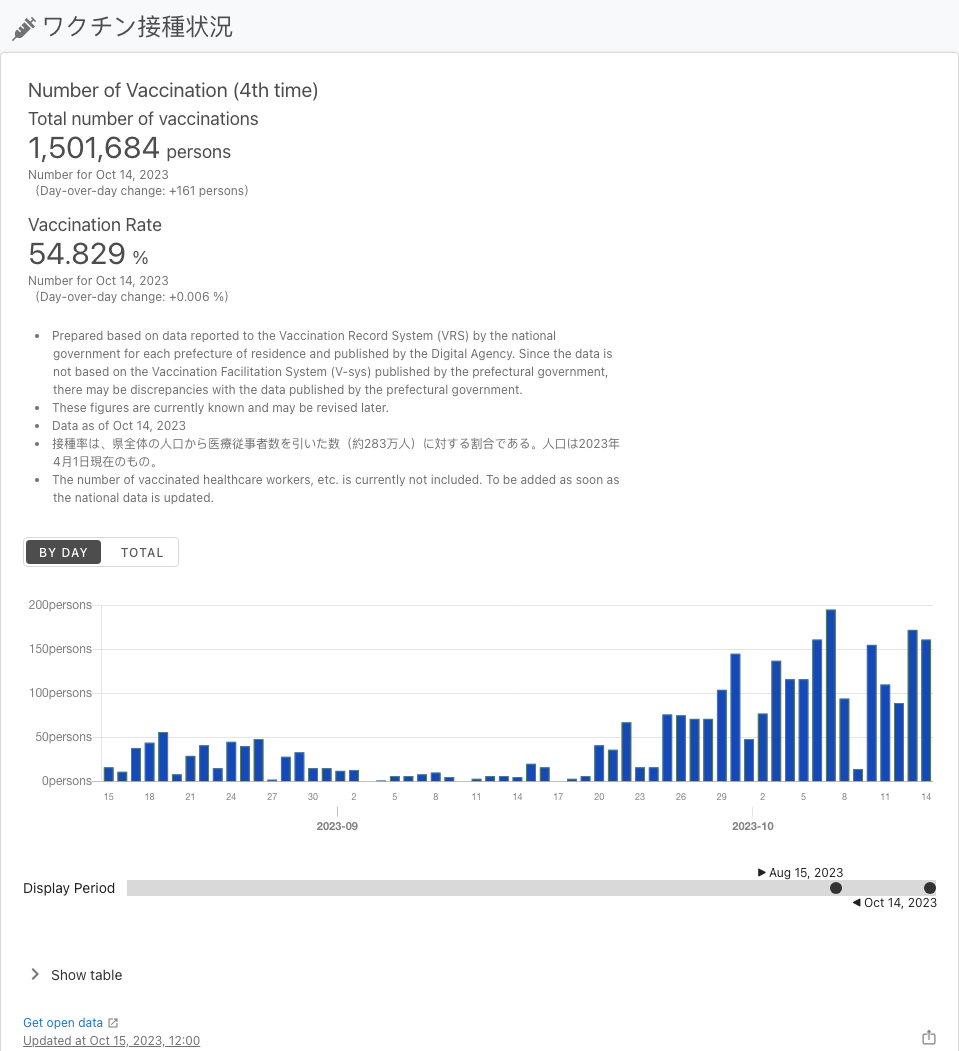 ワクチン接種状況
Number of Vaccination (4th time)
Total number of vaccinations
1,501,684 persons
Number for Oct 14, 2023
(Day-over-day change: +161 persons)
Vaccination Rate
54.829 %
Number for Oct 14, 2023
(Day-over-day change: +0.006 %)
• Prepared based on data reported to the Vaccination Record System (VRS) by the national
government for each prefecture of residence and published by the Digital Agency. Since the data is
not based on the Vaccination Facilitation System (V-sys) published by the prefectural government,
there may be discrepancies with the data published by the prefectural government.
• These figures are currently known and may be revised later.
• Data as of Oct 14, 2023
• 接種率は、県全体の人口から医療従事者数を引いた数（約283万人）に対する割合である。人口は2023年
4月1日現在のもの。
• The number of vaccinated healthcare workers, etc. is currently not included. To be added as soon as
the national data is updated.
BY DAY TOTAL
200persons
150persons
100persons
50persons
0persons
15 18 21 24 27 30 2 5 8 11 14 17 20 23 26 29 2 5 8 11 14
2023-09 2023-10
▶ Aug 15, 2023
Display Period
◀ Oct 14, 2023
Show table
Get open data
Updated at Oct 15, 2023, 12:00